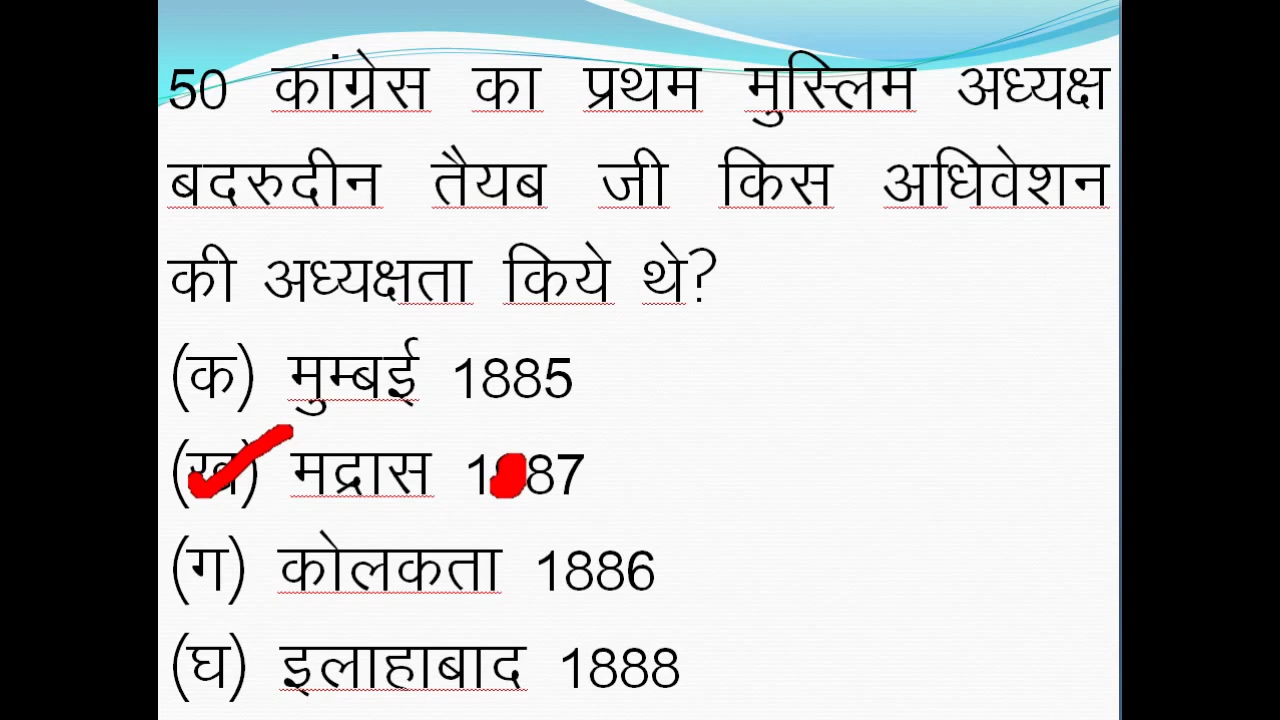 50 कांग्रेस का प्रथम मुस्लिम अध्यक्ष
बदरुदीन तैयब जी किस अधिवेशन
की अध्यक्षता किये थे?
(क) मुम्बई 1885
(ख) मद्रास
(ग) कोलकता 1886
(घ) इलाहाबाद 1888